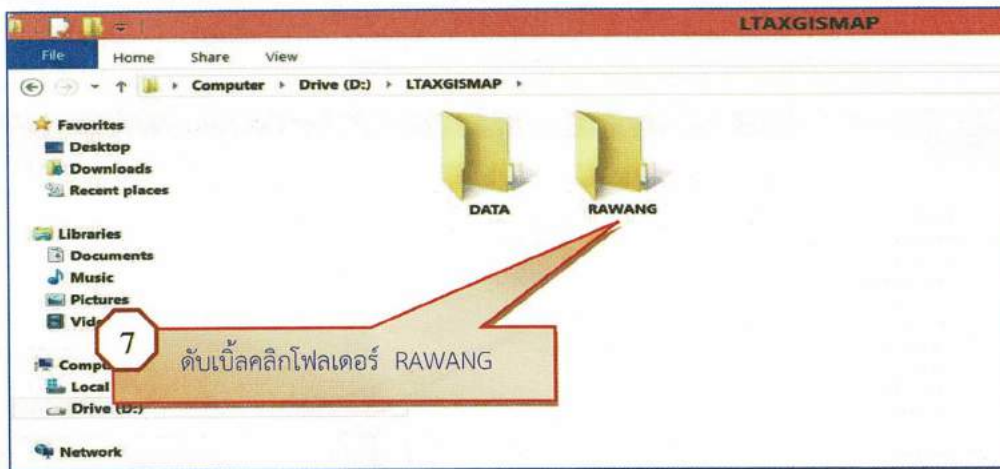 LTAXGISMAP
File Home Share View
Computer Drive (D:) LTAXGISMAP
Favorites
Desktop
Downloads
Recent places
DATA RAWANG
Libraries
Documents
Music
Pictures
7
ดับเบิ้ลคลิกโฟลเดอร์ RAWANG
Local
Drive (D:)
Network